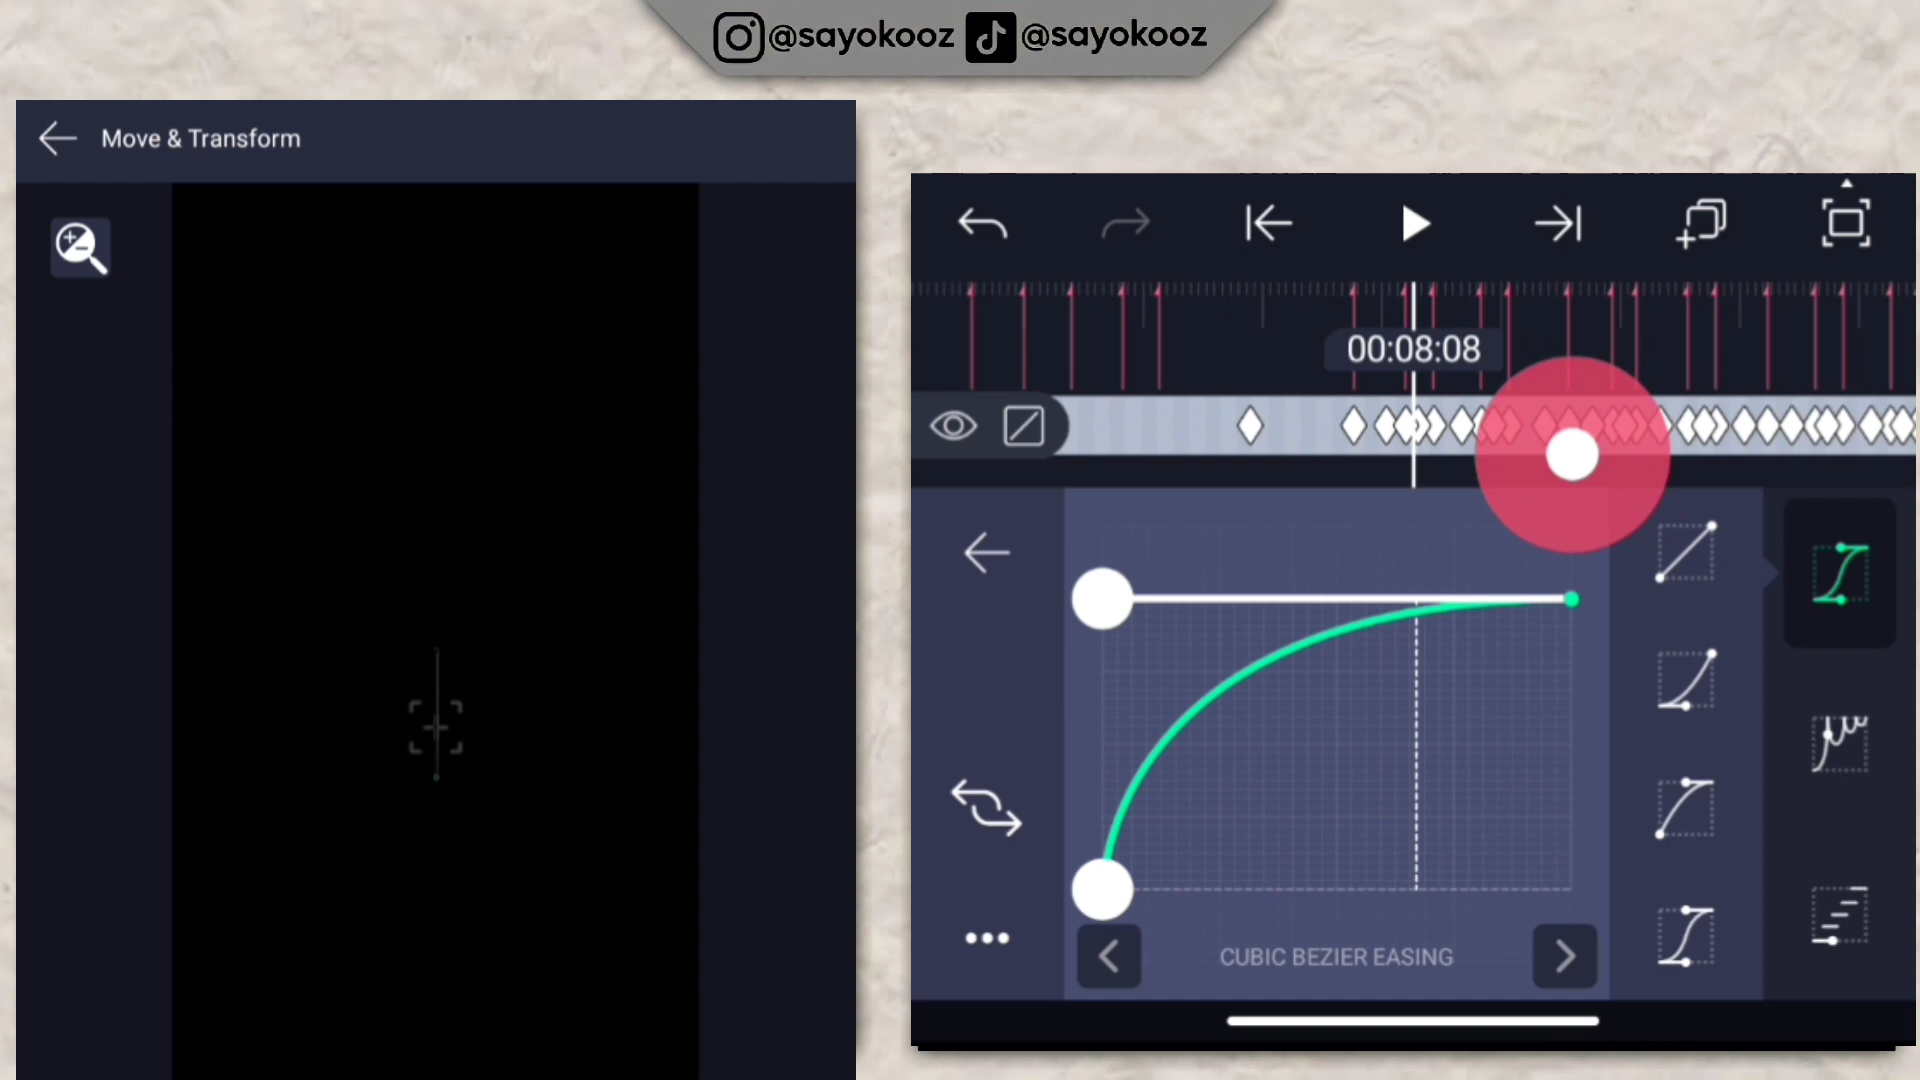 @sayokooz @sayokooz
Move & Transform
00:08:08
CUBIC BEZIER EASING